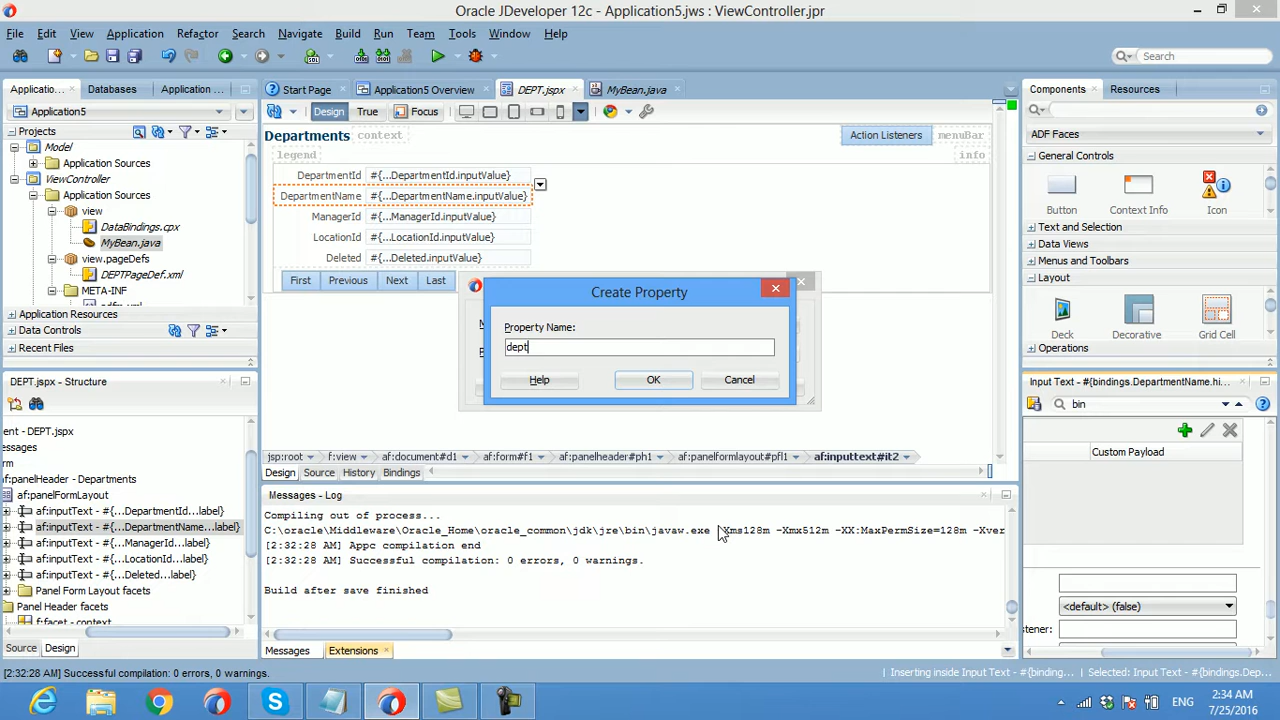 Oracle JDeveloper 12c - Application5.jws : ViewController.jpr
File Edit View Application Refactor Search Navigate Build Run Team Tools Window Help
Search
Applicatio... Databases Application ...
Start Page Application5 Overview DEPT.jspx MyBean.java
Components Resources
Application5
Design True Focus
Projects
Model
Application Sources
ViewController
Application Sources
view
DataBindings.cpx
MyBean.java
view.pageDefs
DEPTPageDef.xml
META-INF
Application Resources
Data Controls
Recent Files
Departments context
Action Listeners menuBar
legend info
DepartmentId #{...DepartmentId.inputValue}
DepartmentName #{...DepartmentName.inputValue}
ManagerId #{...ManagerId.inputValue}
LocationId #{...LocationId.inputValue}
Deleted #{...Deleted.inputValue}
First Previous Next Last
Create Property
Property Name:
dept
Help OK Cancel
jsp:root f:view af:document#d1 af:form#f1 af:panelheader#ph1 af:panelformlayout#pfl1 af:inputtext#it2
Design Source History Bindings
ADF Faces
General Controls
Button Context Info Icon
Text and Selection
Data Views
Menus and Toolbars
Layout
Deck Decorative Grid Cell
Operations
DEPT.jspx - Structure
ent - DEPT.jspx
essages
rm
af:panelHeader - Departments
af:panelFormLayout
af:inputText - #{...DepartmentId...label}
af:inputText - #{...DepartmentName...label}
af:inputText - #{...ManagerId...label}
af:inputText - #{...LocationId...label}
af:inputText - #{...Deleted...label}
Panel Form Layout facets
Panel Header facets
f:facet - context
Source Design
Messages - Log
Compiling out of process...
C:\oracle\Middleware\Oracle_Home\oracle_common\jdk\jre\bin\javaw.exe -Xms128m -Xmx512m -XX:MaxPermSize=128m -Xver
[2:32:28 AM] Appc compilation end
[2:32:28 AM] Successful compilation: 0 errors, 0 warnings.
Build after save finished
Messages Extensions
Input Text - #{bindings.DepartmentName.hi...
bin
Custom Payload
<default> (false)
istener:
[2:32:28 AM] Successful compilation: 0 errors, 0 warnings.
Inserting inside Input Text - #{binding... Selected: Input Text - #{bindings.Dep...
ENG
2:34 AM
7/25/2016